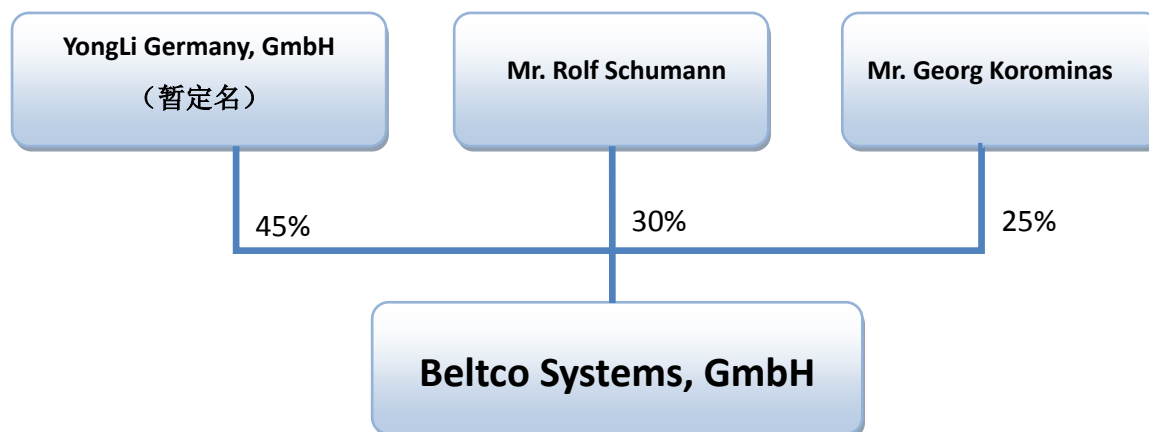 YongLi Germany, GmbH
（暂定名）
Mr. Rolf Schumann
Mr. Georg Korominas
45%
30%
25%
Beltco Systems, GmbH